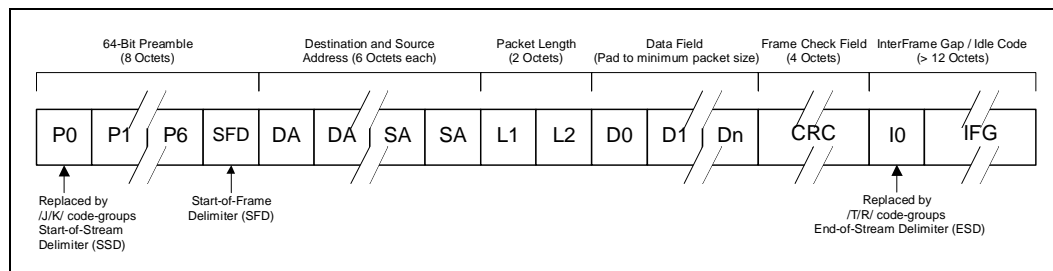 64-Bit Preamble
(8 Octets)
Destination and Source
Address (6 Octets each)
Packet Length
(2 Octets)
Data Field
(Pad to minimum packet size)
Frame Check Field
(4 Octets)
InterFrame Gap / Idle Code
(> 12 Octets)
P0 P1 P6 SFD DA DA SA SA L1 L2 D0 D1 Dn CRC I0 IFG
Replaced by
/J/K/ code-groups
Start-of-Stream
Delimiter (SSD)
Start-of-Frame
Delimiter (SFD)
Replaced by
/T/R/ code-groups
End-of-Stream Delimiter (ESD)